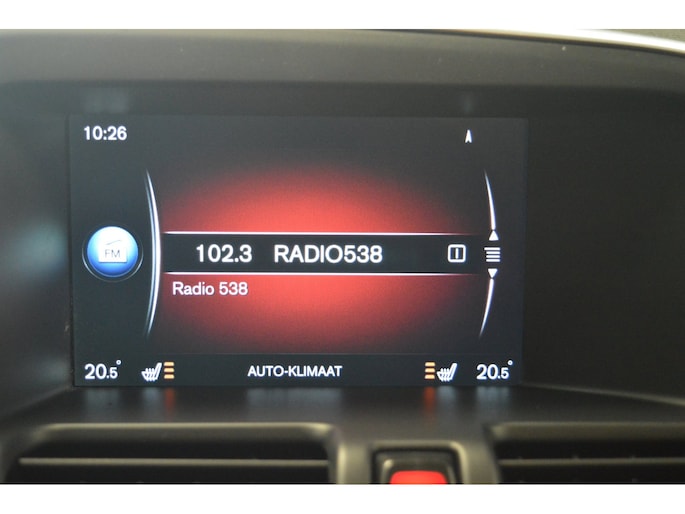 10:26
FM
102.3 RADIO538
Radio 538
20.5° AUTO-KLIMAAT 20.5°